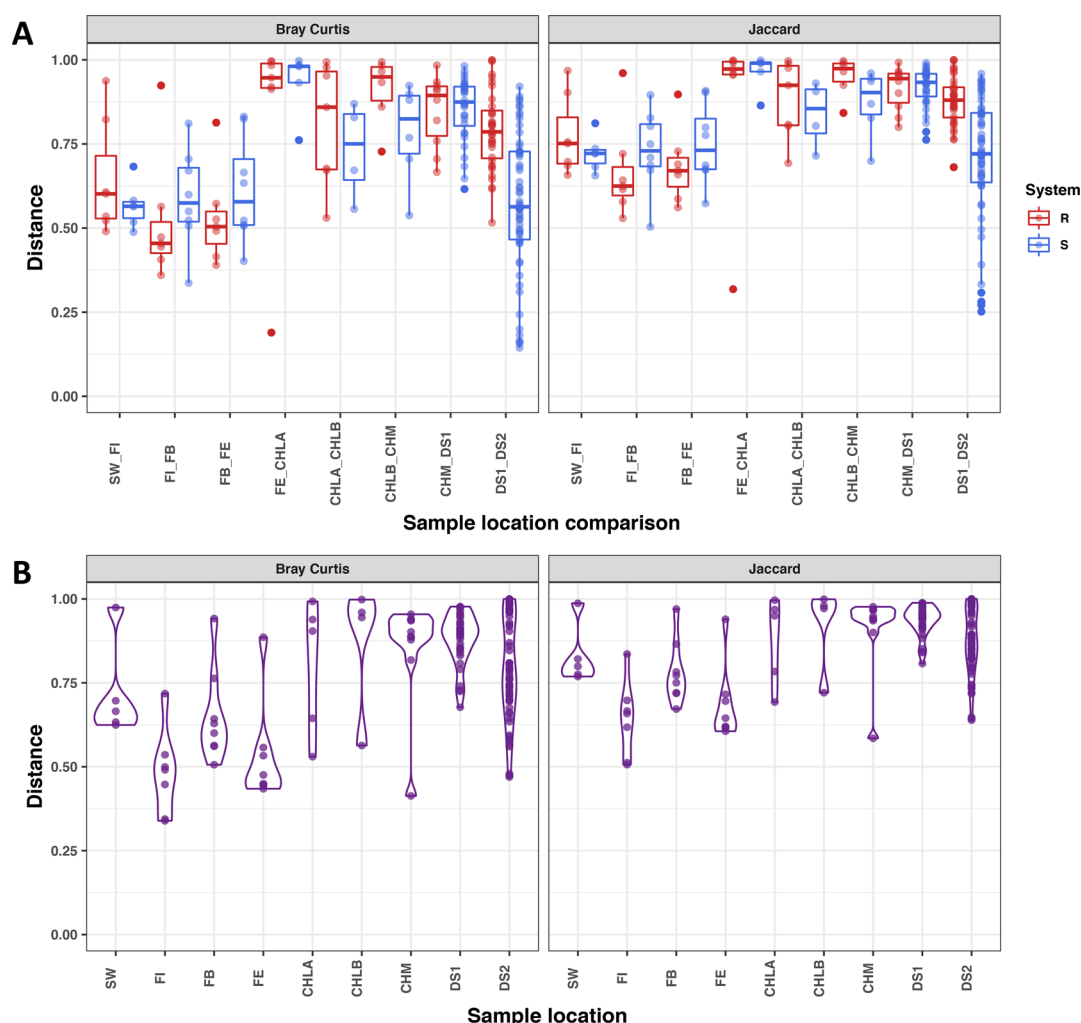 A
Bray Curtis
Jaccard
1.00
0.75
0.50
0.25
0.00
Distance
SW_FI
FI_FB
FB_FE
FE_CHLA
CHLA_CHLB
CHLB_CHM
CHM_DS1
DS1_DS2
SW_FI
FI_FB
FB_FE
FE_CHLA
CHLA_CHLB
CHLB_CHM
CHM_DS1
DS1_DS2
Sample location comparison
System
R
S
B
Bray Curtis
Jaccard
1.00
0.75
0.50
0.25
0.00
Distance
SW
FI
FB
FE
CHLA
CHLB
CHM
DS1
DS2
SW
FI
FB
FE
CHLA
CHLB
CHM
DS1
DS2
Sample location